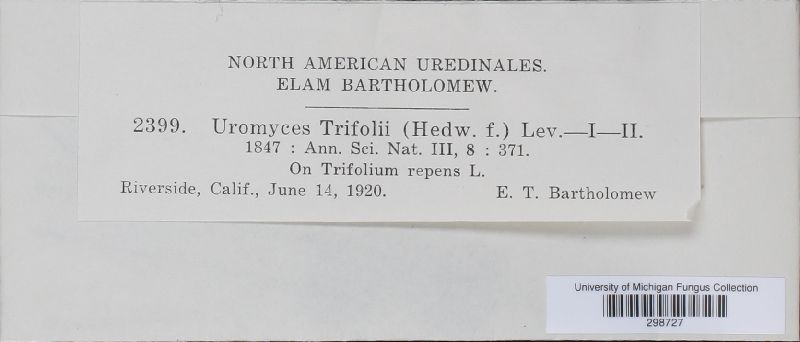 NORTH AMERICAN UREDINALES.
ELAM BARTHOLOMEW.
2399. Uromyces Trifolii (Hedw. f.) Lev.—I—II.
1847 : Ann. Sci. Nat. III, 8 : 371.
On Trifolium repens L.
Riverside, Calif., June 14, 1920. E. T. Bartholomew
University of Michigan Fungus Collection
298727